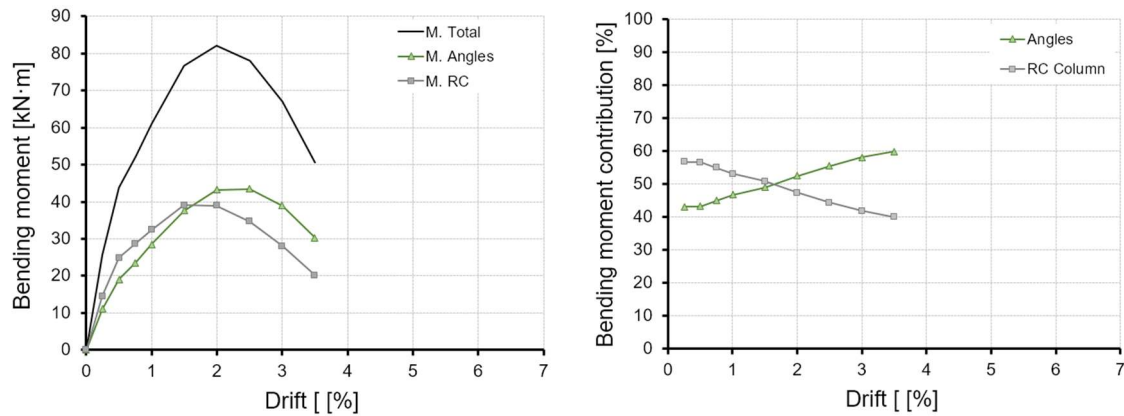 Bending moment [kN·m]
90
80
70
60
50
40
30
20
10
0
0 1 2 3 4 5 6 7
Drift [ [%]
M. Total
M. Angles
M. RC
Bending moment contribution [%]
100
90
80
70
60
50
40
30
20
10
0
0 1 2 3 4 5 6 7
Drift [ [%]
Angles
RC Column